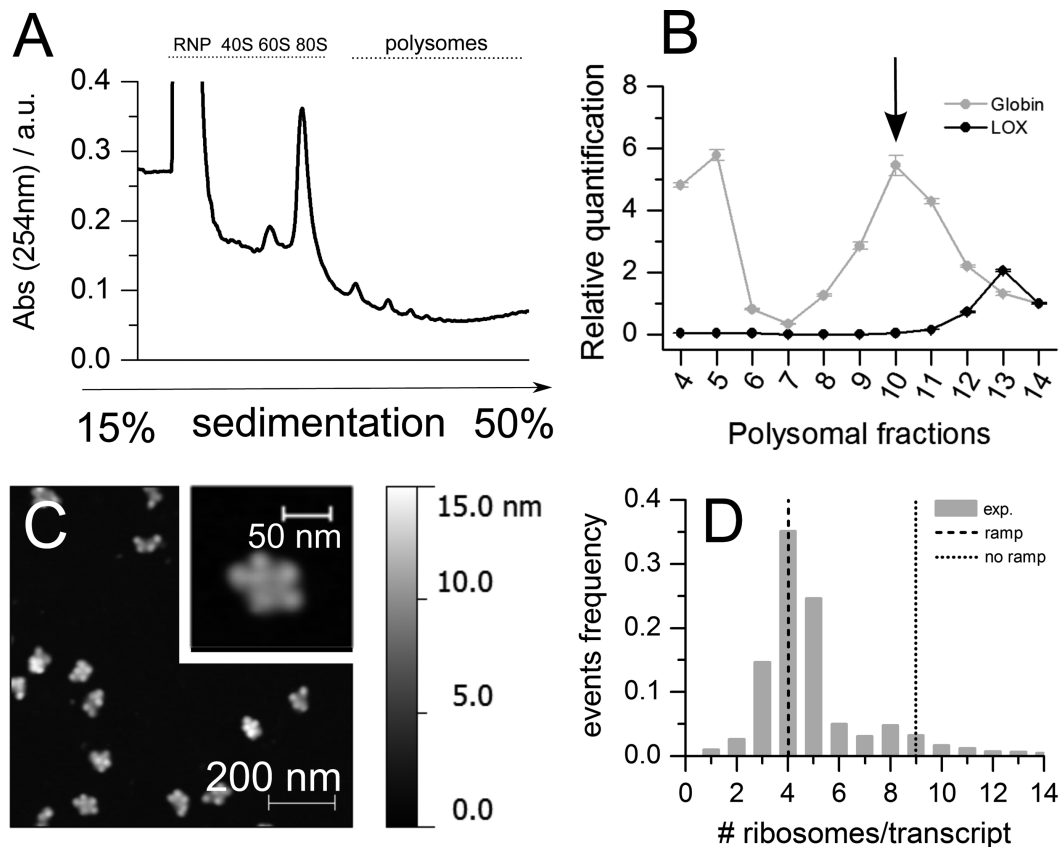 A
RNP 40S 60S 80S
polysomes
Abs (254nm) / a.u.
0.4
0.3
0.2
0.1
0.0
15% sedimentation 50%
B
Relative quantification
8
6
4
2
0
Globin
LOX
4 5 6 7 8 9 10 11 12 13 14
Polysomal fractions
C
50 nm
200 nm
15.0 nm
10.0
5.0
0.0
D
events frequency
0.4
0.3
0.2
0.1
0.0
exp.
ramp
no ramp
0 2 4 6 8 10 12 14
# ribosomes/transcript